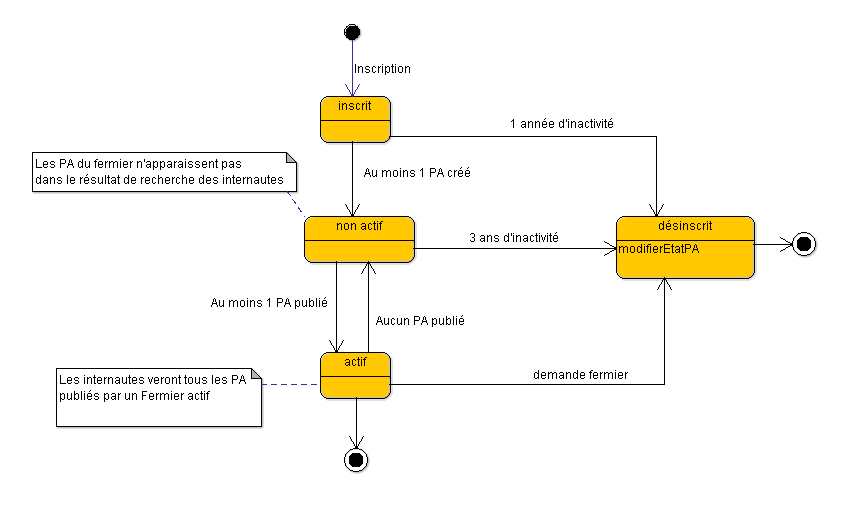 Inscription
inscrit
1 année d'inactivité
Les PA du fermier n'apparaissent pas
dans le résultat de recherche des internautes
Au moins 1 PA créé
non actif
3 ans d'inactivité
désinscrit
modifierEtatPA
Au moins 1 PA publié
Aucun PA publié
actif
Les internautes veront tous les PA
publiés par un Fermier actif
demande fermier